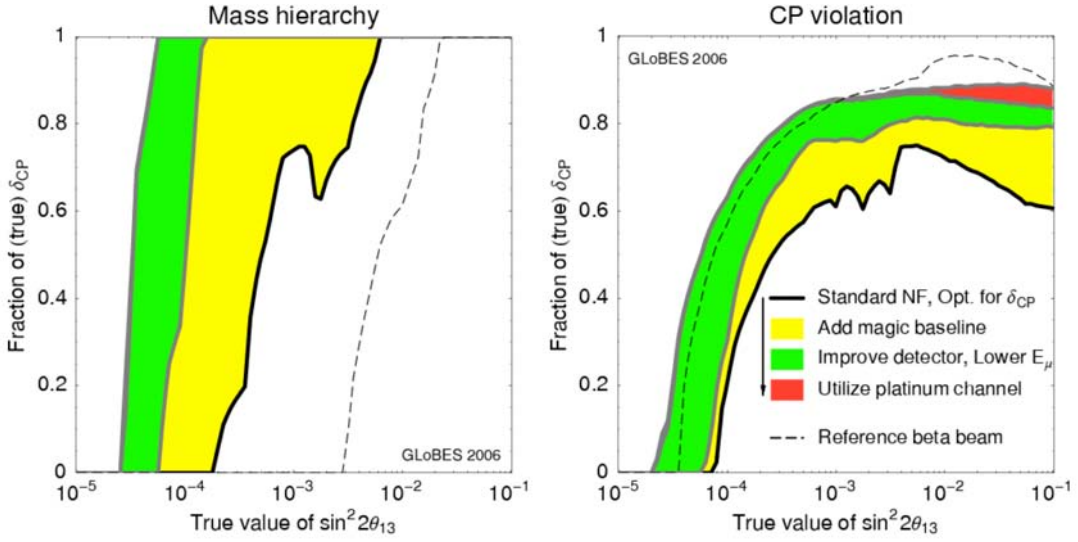 Mass hierarchy
Fraction of (true) δCP
1
0.8
0.6
0.4
0.2
0
GLoBES 2006
10⁻⁵ 10⁻⁴ 10⁻³ 10⁻² 10⁻¹
True value of sin² 2θ₁₃
CP violation
Fraction of (true) δCP
1
0.8
0.6
0.4
0.2
0
GLoBES 2006
Standard NF, Opt. for δCP
Add magic baseline
Improve detector, Lower Eμ
Utilize platinum channel
Reference beta beam
10⁻⁵ 10⁻⁴ 10⁻³ 10⁻² 10⁻¹
True value of sin² 2θ₁₃